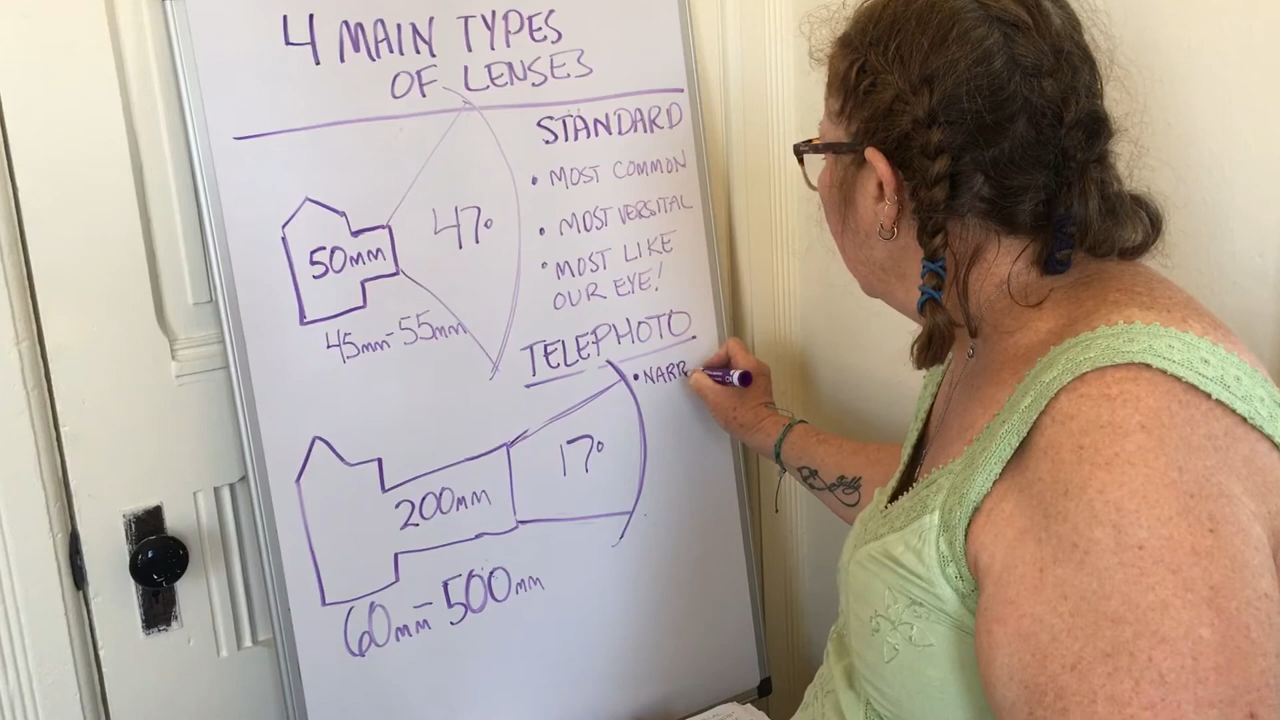 4 MAIN TYPES
OF LENSES
STANDARD
• MOST COMMON
• MOST VERSITAL
• MOST LIKE
OUR EYE!
47°
50mm
45mm-55mm
TELEPHOTO
• NARR
17°
200mm
60mm-500mm